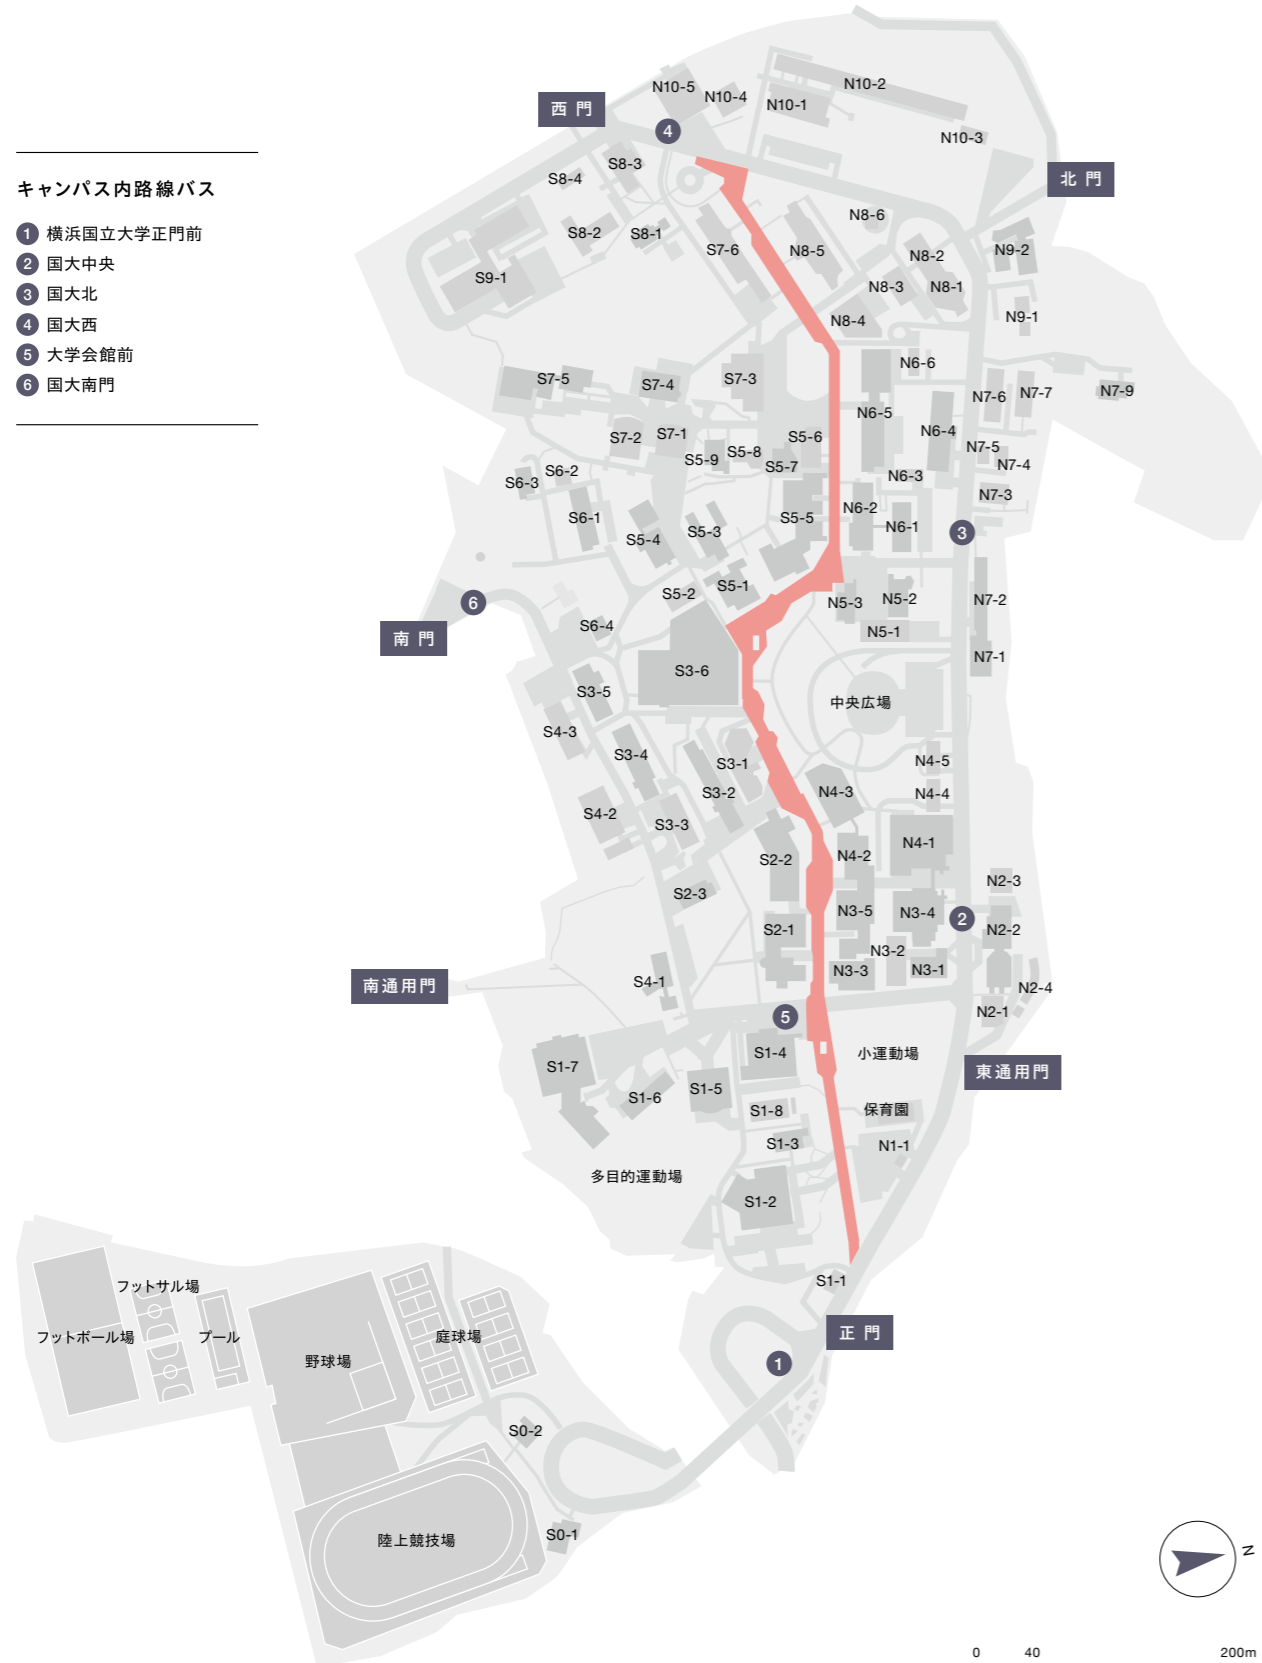 キャンパス内路線バス
1 横浜国立大学正門前
2 国大中央
3 国大北
4 国大西
5 大学会館前
6 国大南門
N10-5
N10-4
N10-1
N10-2
西門
4
N10-3
S8-3
S8-4
北門
N8-6
S8-2
S8-1
S7-6
N8-5
N8-2
N9-2
S9-1
N8-3
N8-1
N8-4
N9-1
N6-6
S7-5
S7-4
S7-3
N7-6
N7-7
N7-9
N6-5
N6-4
S7-2
S7-1
S5-6
N7-5
S5-9
S5-8
S5-7
N7-4
S6-2
S6-3
N6-3
N7-3
S6-1
S5-5
N6-2
N6-1
S5-4
S5-3
3
S5-1
S5-2
N5-3
N5-2
N7-2
6
南門
S6-4
N5-1
N7-1
S3-6
S3-5
中央広場
S4-3
S3-4
S3-1
N4-5
S3-2
N4-3
N4-4
S4-2
S3-3
N4-1
S2-2
N4-2
N2-3
S2-3
N3-5
N3-4
2
S2-1
N2-2
N3-2
N3-3
N3-1
南通用門
S4-1
N2-4
5
N2-1
S1-4
小運動場
S1-7
東通用門
S1-5
S1-6
S1-8
保育園
S1-3
N1-1
多目的運動場
S1-2
S1-1
フットサル場
フットボール場
プール
庭球場
正門
野球場
1
S0-2
S0-1
陸上競技場
N
0 40 200m